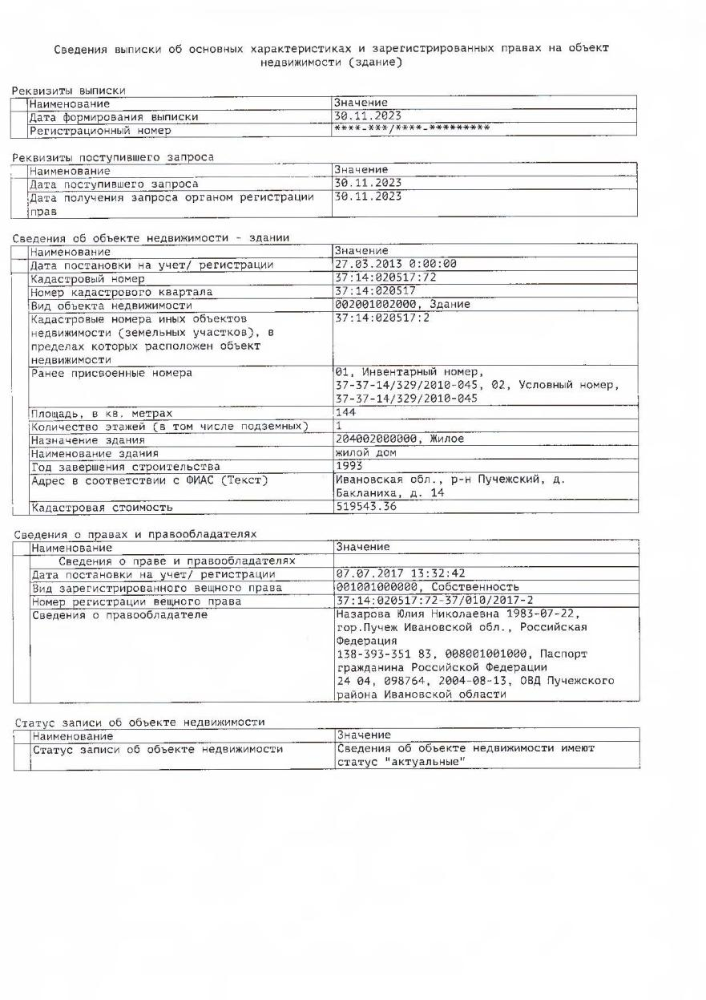 Сведения выписки об основных характеристиках и зарегистрированных правах на объект
недвижимости (здание)
Реквизиты выписки
Наименование Значение
Дата формирования выписки 30.11.2023
Регистрационный номер ****-***/****-*********
Реквизиты поступившего запроса
Наименование Значение
Дата поступившего запроса 30.11.2023
Дата получения запроса органом регистрации 30.11.2023
прав
Сведения об объекте недвижимости - здании
Наименование Значение
Дата постановки на учет/ регистрации 27.03.2013 0:00:00
Кадастровый номер 37:14:020517:72
Номер кадастрового квартала 37:14:020517
Вид объекта недвижимости 002001002000, Здание
Кадастровые номера иных объектов 37:14:020517:2
недвижимости (земельных участков), в
пределах которых расположен объект
недвижимости
Ранее присвоенные номера 01, Инвентарный номер,
37-37-14/329/2010-045, 02, Условный номер,
37-37-14/329/2010-045
Площадь, в кв. метрах 144
Количество этажей (в том числе подземных) 1
Назначение здания 204002000000, Жилое
Наименование здания жилой дом
Год завершения строительства 1993
Адрес в соответствии с ФИАС (Текст) Ивановская обл., р-н Пучежский, д.
Бакланиха, д. 14
Кадастровая стоимость 519543.36
Сведения о правах и правообладателях
Наименование Значение
Сведения о праве и правообладателях
Дата постановки на учет/ регистрации 07.07.2017 13:32:42
Вид зарегистрированного вещного права 001001000000, Собственность
Номер регистрации вещного права 37:14:020517:72-37/010/2017-2
Сведения о правообладателе Назарова Юлия Николаевна 1983-07-22,
гор.Пучеж Ивановской обл., Российская
Федерация
138-393-351 83, 008001001000, Паспорт
гражданина Российской Федерации
24 04, 098764, 2004-08-13, ОВД Пучежского
района Ивановской области
Статус записи об объекте недвижимости
Наименование Значение
Статус записи об объекте недвижимости Сведения об объекте недвижимости имеют
статус "актуальные"